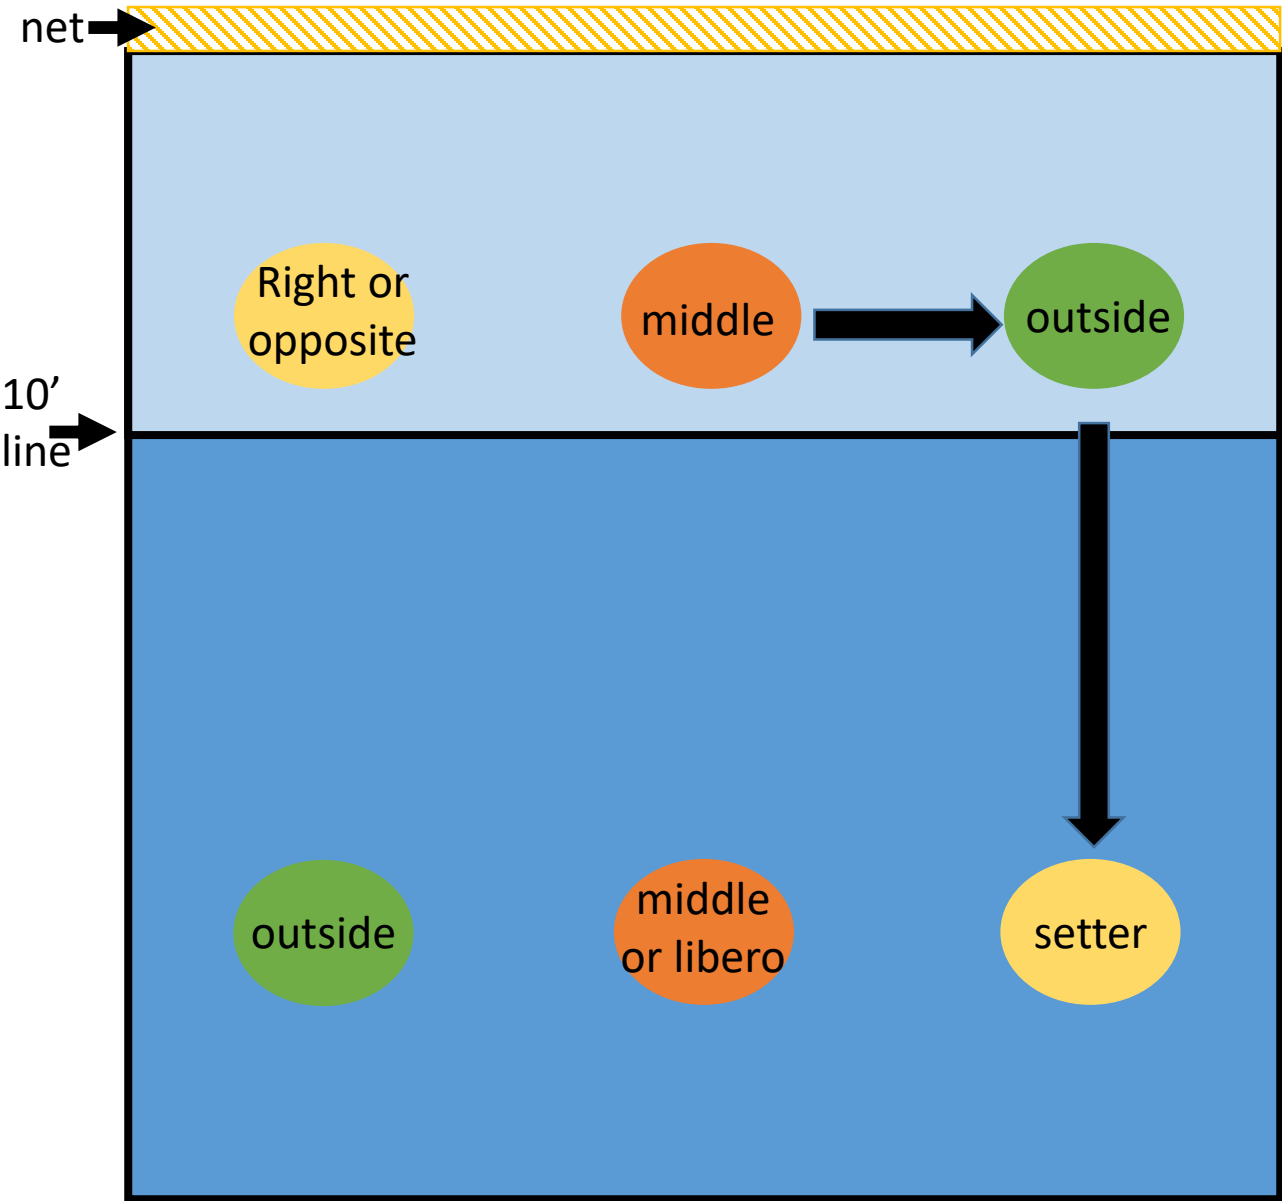 net
Right or
opposite
middle
outside
10’
line
outside
middle
or libero
setter